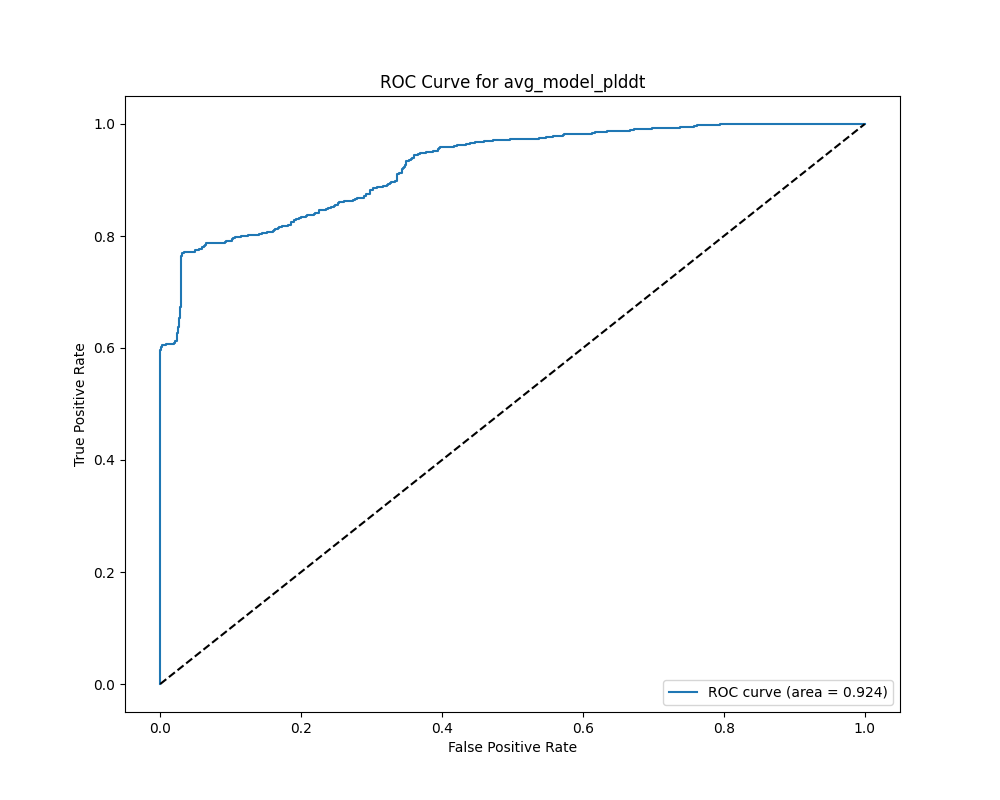 ROC Curve for avg_model_plddt
1.0
0.8
0.6
0.4
0.2
0.0
True Positive Rate
0.0 0.2 0.4 0.6 0.8 1.0
False Positive Rate
ROC curve (area = 0.924)